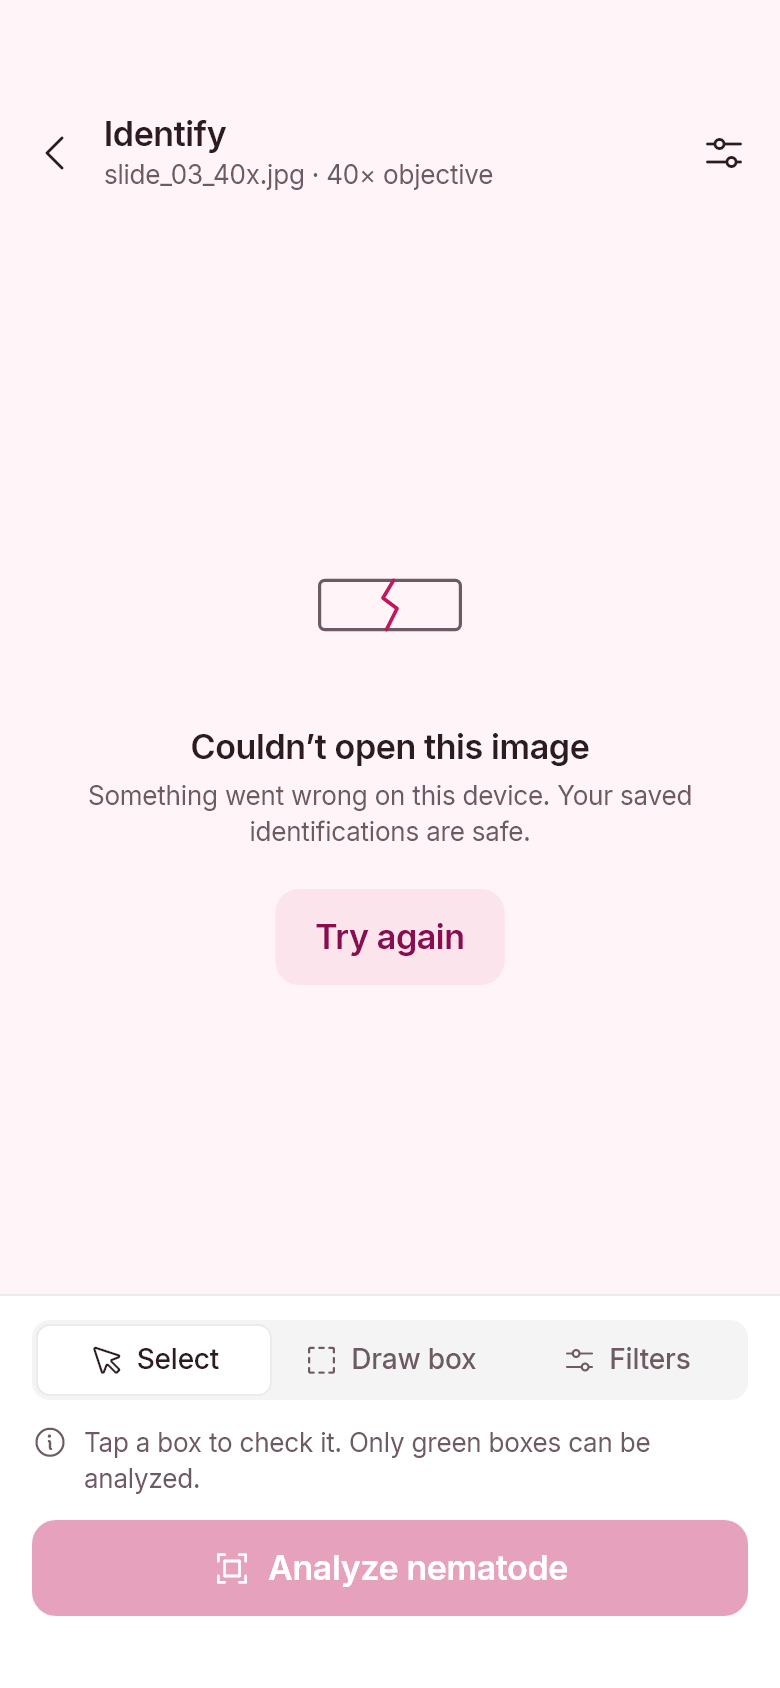 Identify
slide_03_40x.jpg · 40× objective
Couldn’t open this image
Something went wrong on this device. Your saved
identifications are safe.
Try again
Select
Draw box
Filters
Tap a box to check it. Only green boxes can be
analyzed.
Analyze nematode